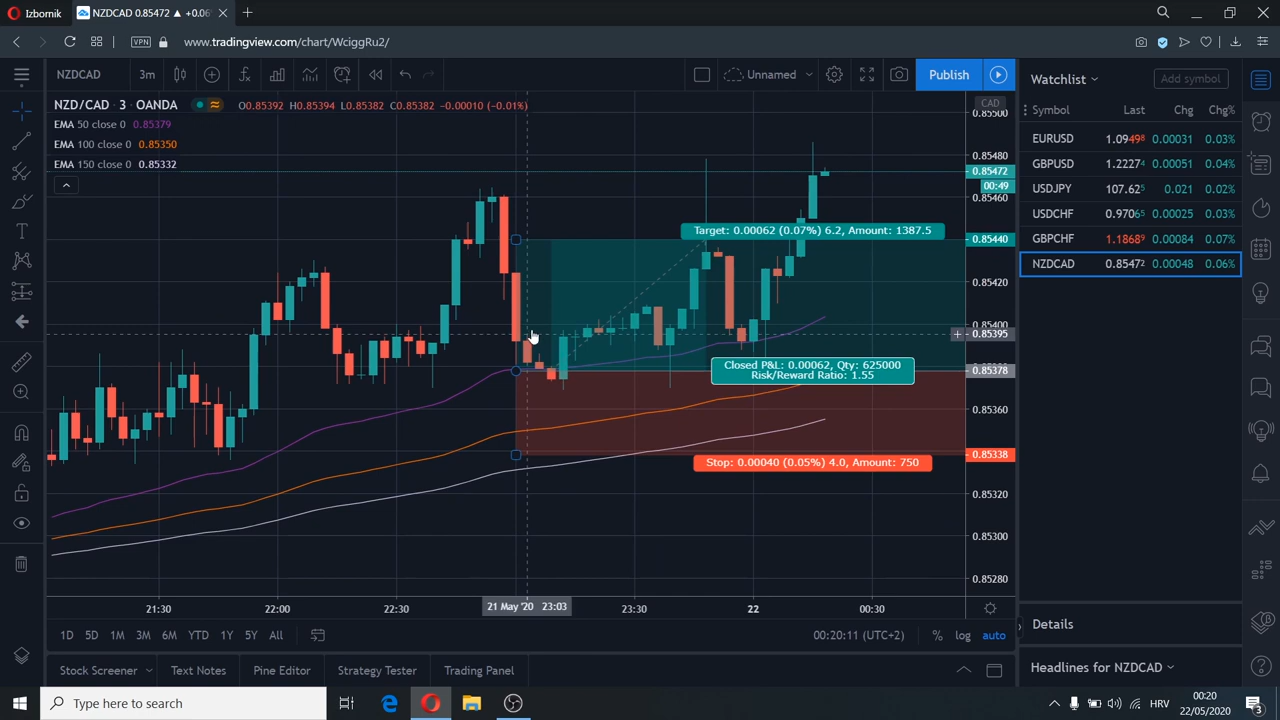 Izbornik
NZDCAD 0.85472 ▲ +0.06
VPN
www.tradingview.com/chart/WciggRu2/
NZDCAD
3m
Unnamed
Publish
NZD/CAD · 3 · OANDA
O0.85392 H0.85394 L0.85382 C0.85382 −0.00010 (−0.01%)
EMA 50 close 0 0.85379
EMA 100 close 0 0.85350
EMA 150 close 0 0.85332
CAD
0.85500
0.85480
0.85472
00:49
0.85460
0.85440
0.85420
0.85400
0.85395
0.85378
0.85360
0.85338
0.85320
0.85300
0.85280
Target: 0.00062 (0.07%) 6.2, Amount: 1387.5
Closed P&L: 0.00062, Qty: 625000
Risk/Reward Ratio: 1.55
Stop: 0.00040 (0.05%) 4.0, Amount: 750
21:30
22:00
22:30
21 May '20 23:03
23:30
22
00:30
1D 5D 1M 3M 6M YTD 1Y 5Y All
00:20:11 (UTC+2)
% log auto
Stock Screener
Text Notes
Pine Editor
Strategy Tester
Trading Panel
Watchlist
Add symbol
Symbol Last Chg Chg%
EURUSD 1.09498 0.00031 0.03%
GBPUSD 1.22274 0.00051 0.04%
USDJPY 107.625 0.021 0.02%
USDCHF 0.97065 0.00025 0.03%
GBPCHF 1.18689 0.00084 0.07%
NZDCAD 0.85472 0.00048 0.06%
Details
Headlines for NZDCAD
Type here to search
HRV
00:20
22/05/2020
3